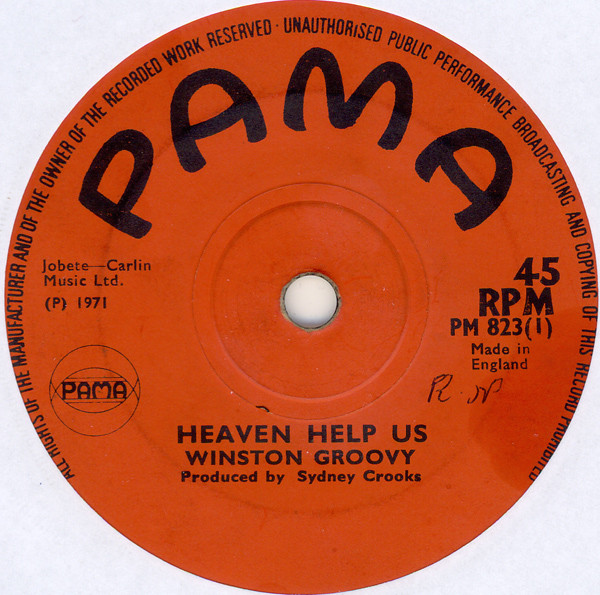 ALL RIGHTS OF THE MANUFACTURER AND OF THE OWNER OF THE RECORDED WORK RESERVED · UNAUTHORISED PUBLIC PERFORMANCE BROADCASTING AND COPYING OF THIS RECORD PROHIBITED
PAMA
Jobete—Carlin
Music Ltd.
(P) 1971
45
RPM
PM 823(1)
Made in
England
PAMA
HEAVEN HELP US
WINSTON GROOVY
Produced by Sydney Crooks